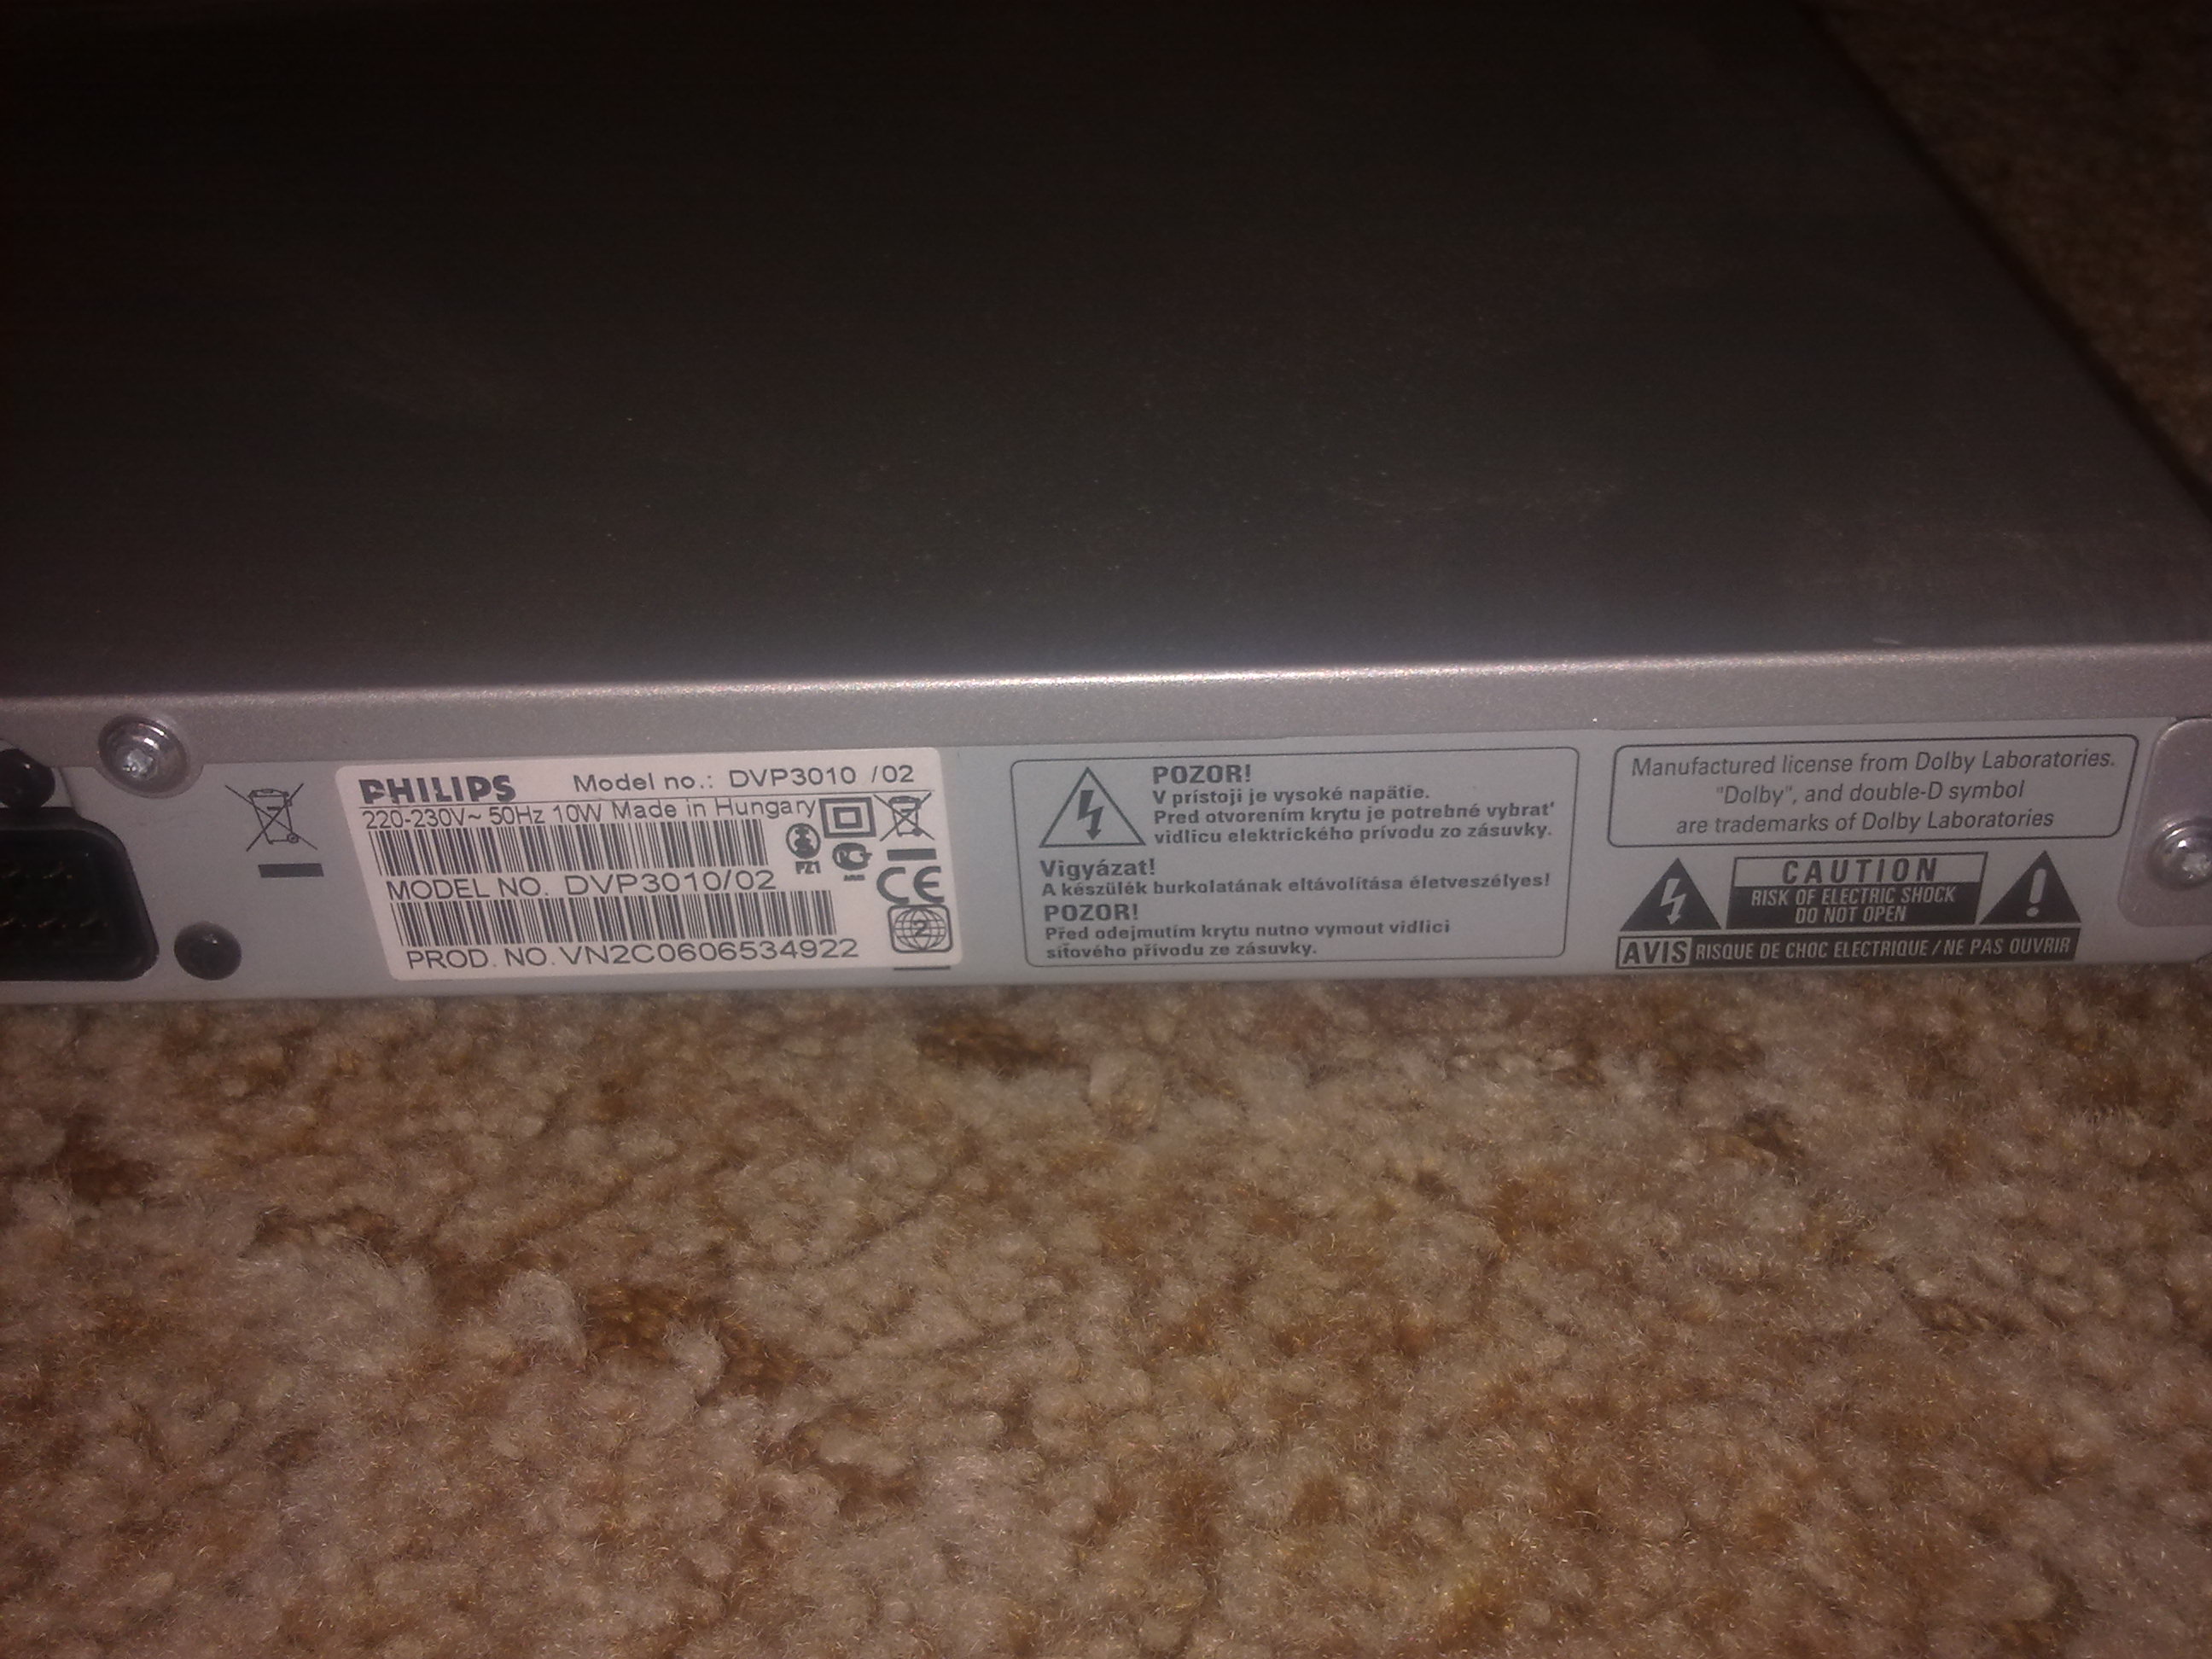 PHILIPS Model no.: DVP3010 /02
220-230V~ 50Hz 10W Made in Hungary
MODEL NO. DVP3010/02
PROD. NO. VN2C0606534922
PZ1
CE
2
POZOR!
V prístoji je vysoké napätie.
Pred otvorením krytu je potrebné vybrat'
vidlicu elektrického prívodu zo zásuvky.
Vigyázat!
A készülék burkolatának eltávolítása életveszélyes!
POZOR!
Před odejmutím krytu nutno vymout vidlici
síťového přívodu ze zásuvky.
Manufactured license from Dolby Laboratories.
"Dolby", and double-D symbol
are trademarks of Dolby Laboratories
CAUTION
RISK OF ELECTRIC SHOCK
DO NOT OPEN
AVIS RISQUE DE CHOC ELECTRIQUE / NE PAS OUVRIR